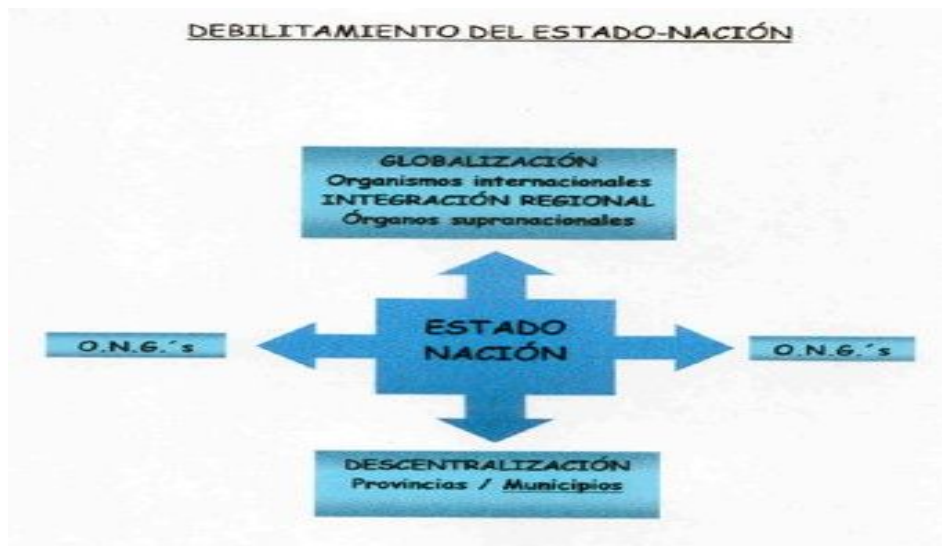 DEBILITAMIENTO DEL ESTADO-NACIÓN
GLOBALIZACIÓN
Organismos internacionales
INTEGRACIÓN REGIONAL
Órganos supranacionales
ESTADO
NACIÓN
O.N.G.´s
O.N.G.´s
DESCENTRALIZACIÓN
Provincias / Municipios